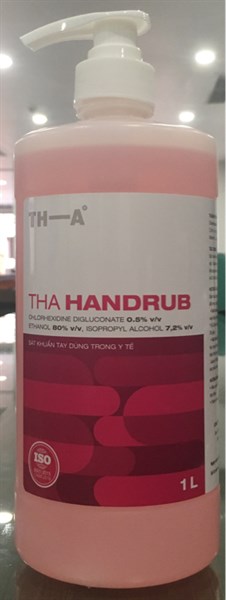 TH—A®
THA HANDRUB
CHLORHEXIDINE DIGLUCONATE 0.5% v/v
ETHANOL 80% v/v, ISOPROPYL ALCOHOL 7,2% v/v
SÁT KHUẨN TAY DÙNG TRONG Y TẾ
ISO
1 L